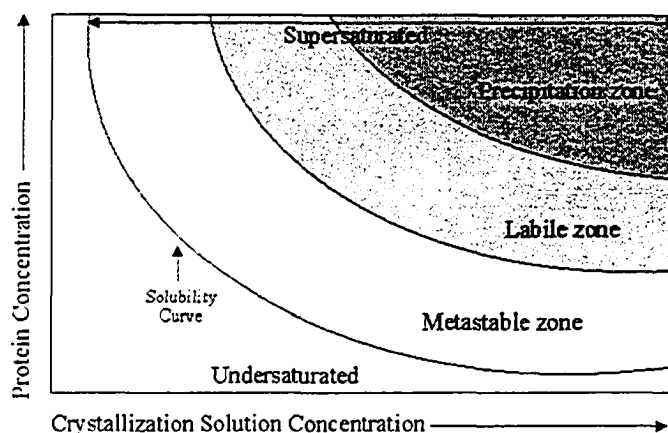 Supersaturated
Precipitation zone
Labile zone
Solubility
Curve
Metastable zone
Undersaturated
Protein Concentration
Crystallization Solution Concentration